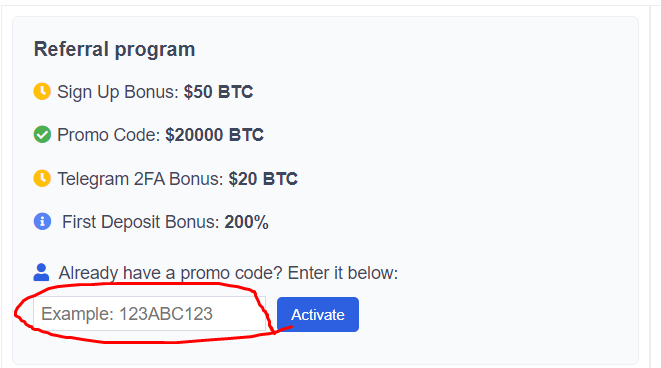 Referral program
Sign Up Bonus: $50 BTC
Promo Code: $20000 BTC
Telegram 2FA Bonus: $20 BTC
First Deposit Bonus: 200%
Already have a promo code? Enter it below:
Example: 123ABC123 Activate